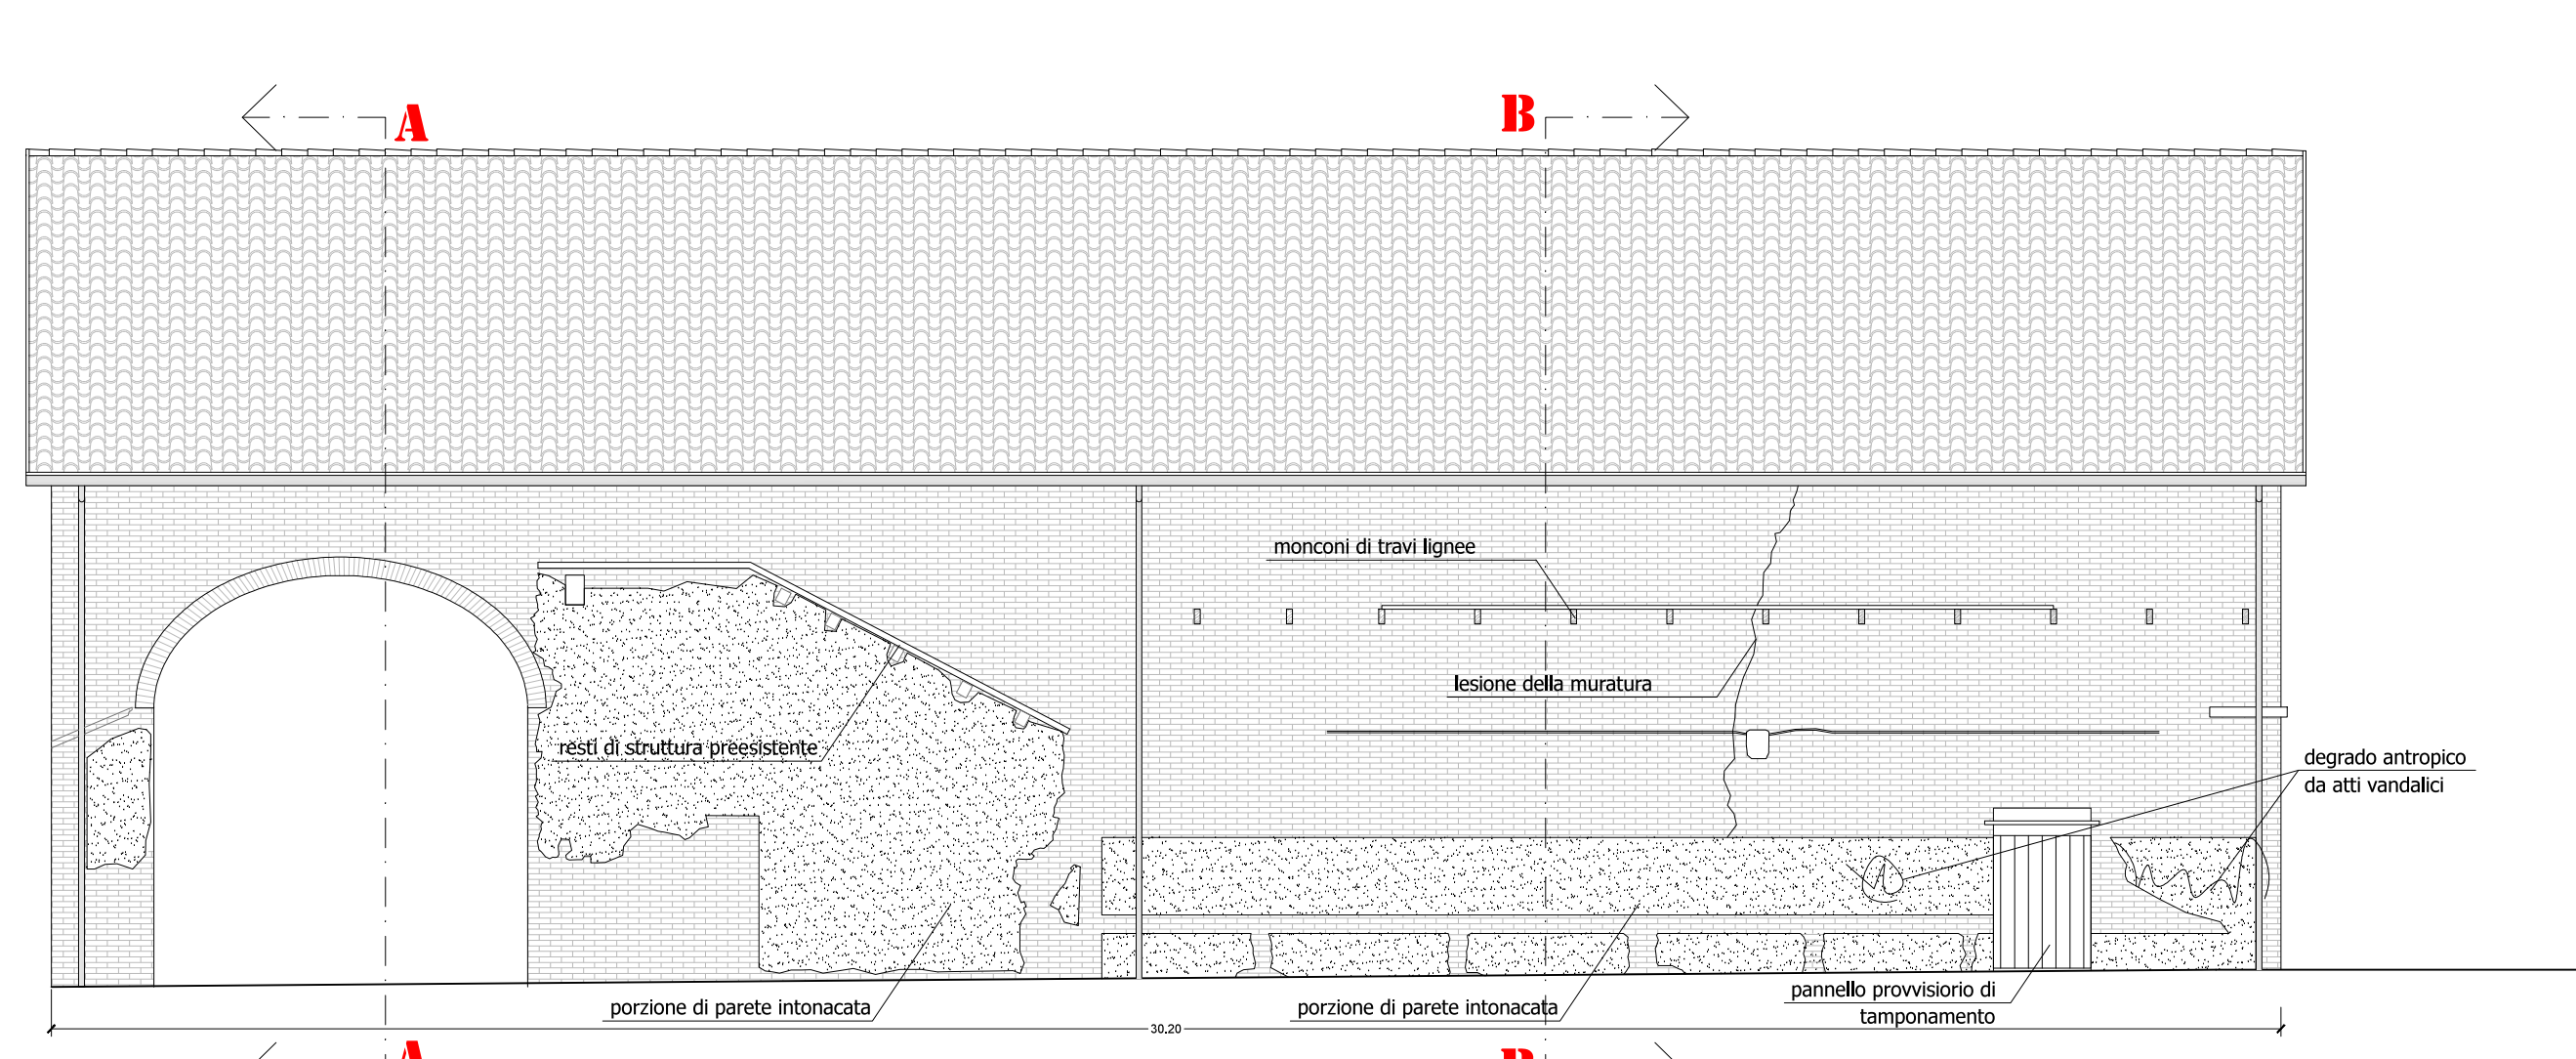 A
B
monconi di travi lignee
lesione della muratura
resti di struttura preesistente
degrado antropico
da atti vandalici
porzione di parete intonacata
porzione di parete intonacata
pannello provvisiorio di
tamponamento
30,20
A
B